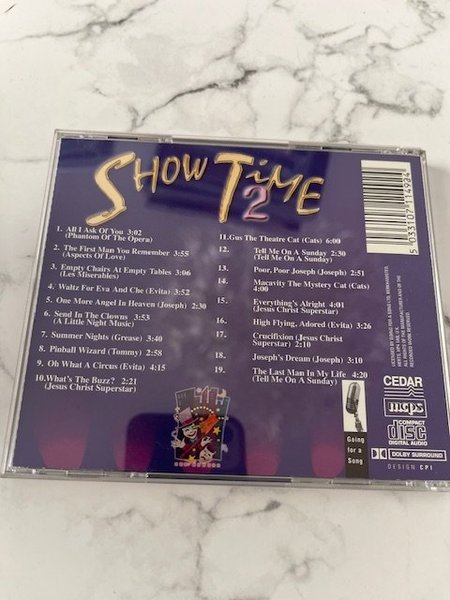 SHOW TiME
2
1. All I Ask Of You 3:02
(Phantom Of The Opera)
2. The First Man You Remember 3:55
(Aspects Of Love)
3. Empty Chairs At Empty Tables 3:06
(Les Miserables)
4. Waltz For Eva And Che (Evita) 3:52
5. One More Angel In Heaven (Joseph) 2:30
6. Send In The Clowns 3:53
(A Little Night Music)
7. Summer Nights (Grease) 3:40
8. Pinball Wizard (Tommy) 2:58
9. Oh What A Circus (Evita) 4:15
10.What's The Buzz? 2:21
(Jesus Christ Superstar)
11.Gus The Theatre Cat (Cats) 6:00
12. Tell Me On A Sunday 2:30
(Tell Me On A Sunday)
13. Poor, Poor Joseph (Joseph) 2:51
14. Macavity The Mystery Cat (Cats)
4:00
15. Everything's Alright 4:01
(Jesus Christ Superstar)
16. High Flying, Adored (Evita) 3:26
17. Crucifixion (Jesus Christ
Superstar) 2:10
18. Joseph's Dream (Joseph) 3:10
19. The Last Man In My Life 4:20
(Tell Me On A Sunday)
Going
for a
Song
5 033107 114924
CEDAR
mcps
COMPACT
disc
DIGITAL AUDIO
DOLBY SURROUND
DESIGN CPI